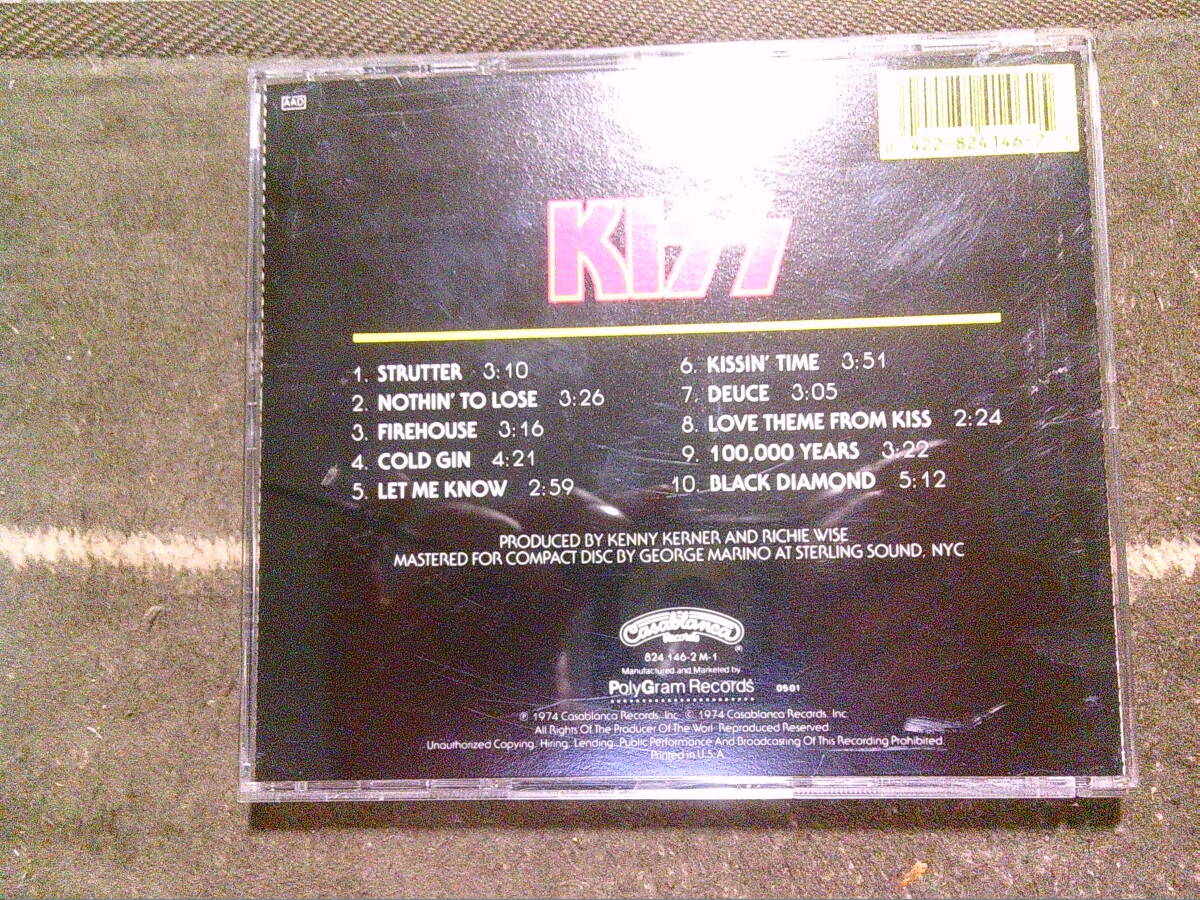 AAD
0 422-824146-2 5
KISS
1. STRUTTER 3:10
2. NOTHIN' TO LOSE 3:26
3. FIREHOUSE 3:16
4. COLD GIN 4:21
5. LET ME KNOW 2:59
6. KISSIN' TIME 3:51
7. DEUCE 3:05
8. LOVE THEME FROM KISS 2:24
9. 100,000 YEARS 3:22
10. BLACK DIAMOND 5:12
PRODUCED BY KENNY KERNER AND RICHIE WISE
MASTERED FOR COMPACT DISC BY GEORGE MARINO AT STERLING SOUND, NYC
Casablanca
Records
®
824 146-2 M-1
Manufactured and Marketed by
PolyGram Records 0501
℗ 1974 Casablanca Records, Inc. © 1974 Casablanca Records, Inc.
All Rights Of The Producer Of The Work Reproduced Reserved.
Unauthorized Copying, Hiring, Lending, Public Performance And Broadcasting Of This Recording Prohibited.
Printed in U.S.A.